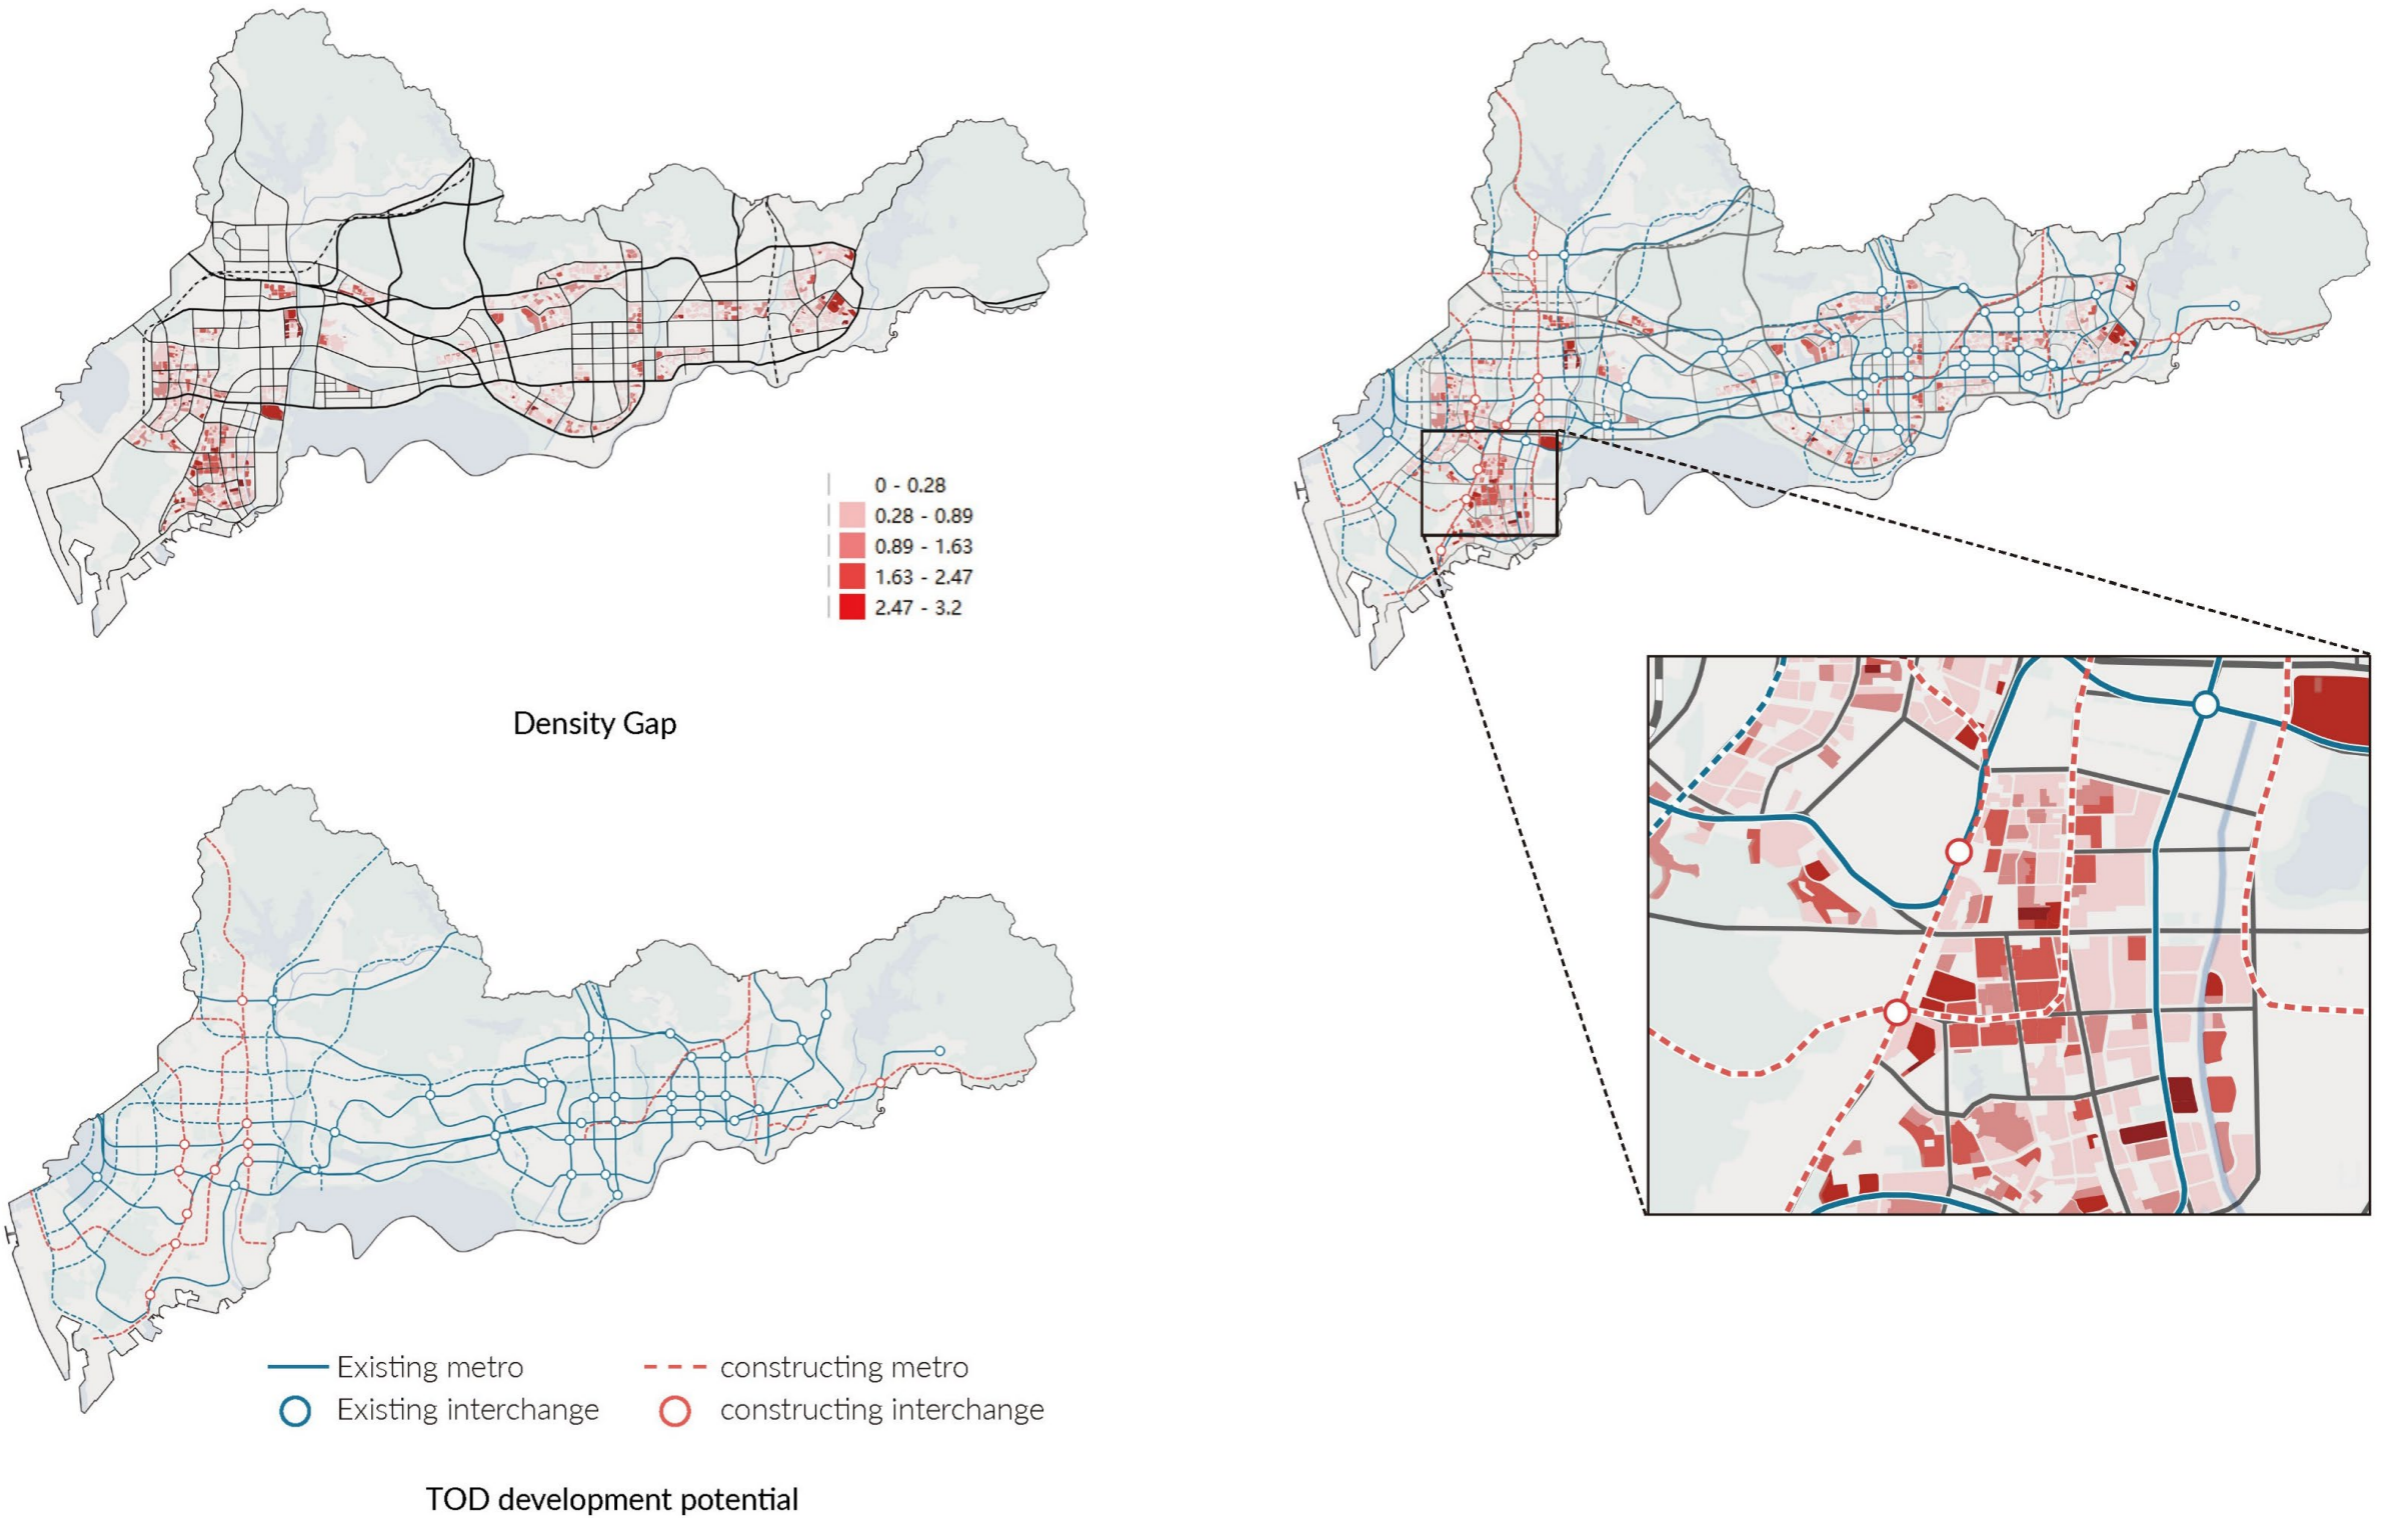 0 - 0.28
0.28 - 0.89
0.89 - 1.63
1.63 - 2.47
2.47 - 3.2
Density Gap
Existing metro
constructing metro
Existing interchange
constructing interchange
TOD development potential